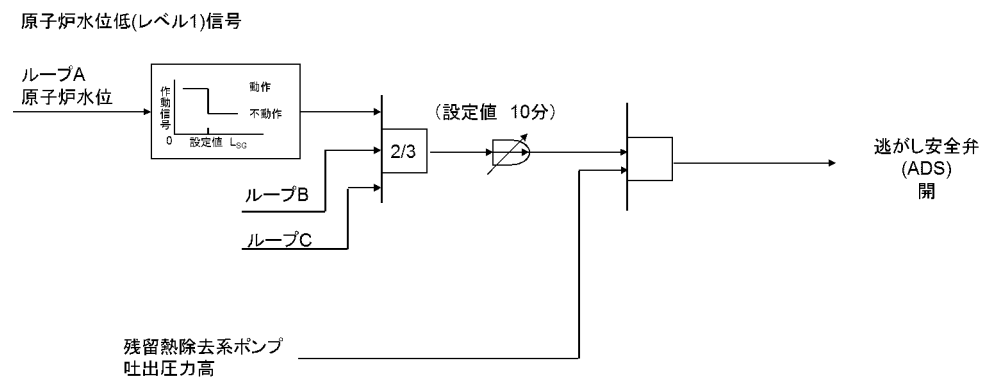 原子炉水位低(レベル1)信号
ループA
原子炉水位
作動信号
動作
不動作
0 設定値 LSG
ループB
ループC
2/3
(設定値 10分)
逃がし安全弁
(ADS)
開
残留熱除去系ポンプ
吐出圧力高